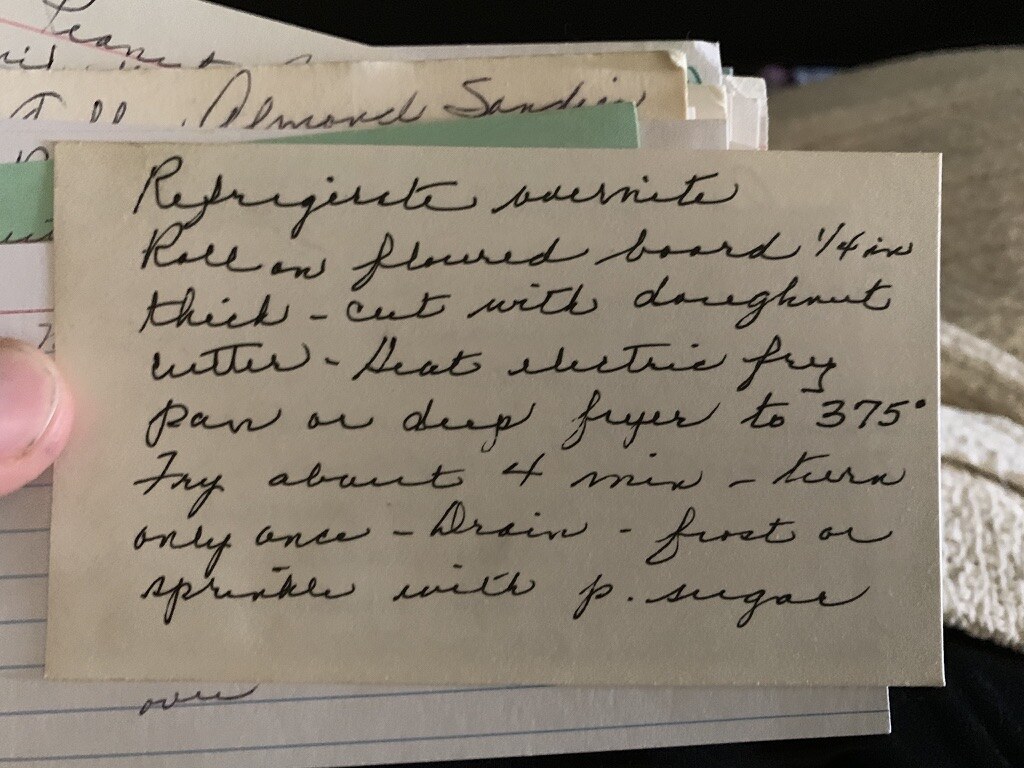 Almond Sandies
Refrigerate overnite
Roll on floured board 1/4 in
thick - cut with doughnut
cutter - Heat electric fry
pan or deep fryer to 375°
Fry about 4 min - turn
only once - Drain - frost or
sprinkle with p. sugar
over